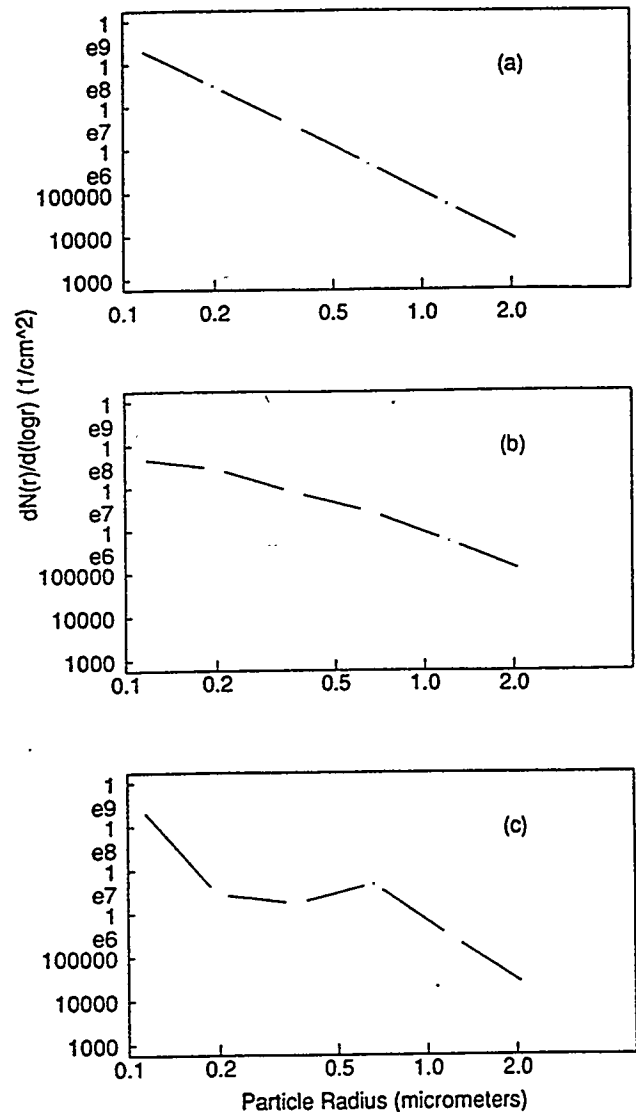 1
e9
1
e8
1
e7
1
e6
100000
10000
1000
(a)
0.1 0.2 0.5 1.0 2.0
dN(r)/d(logr) (1/cm^2)
1
e9
1
e8
1
e7
1
e6
100000
10000
1000
(b)
0.1 0.2 0.5 1.0 2.0
1
e9
1
e8
1
e7
1
e6
100000
10000
1000
(c)
0.1 0.2 0.5 1.0 2.0
Particle Radius (micrometers)